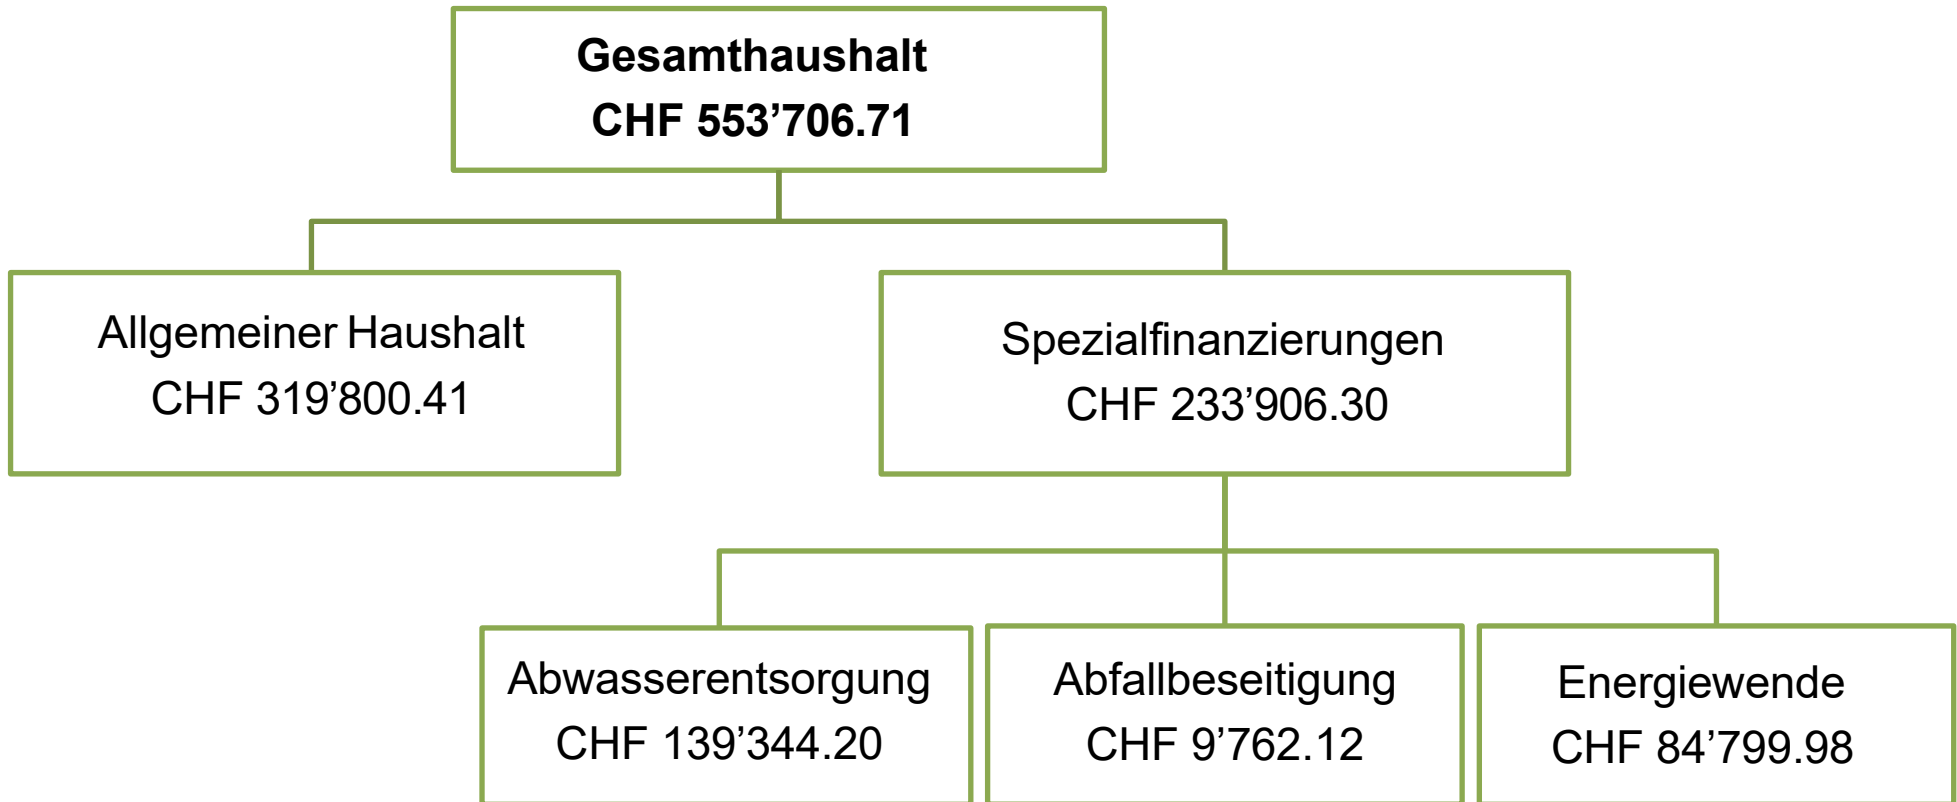 Gesamthaushalt
CHF 553’706.71
Allgemeiner Haushalt
CHF 319’800.41
Spezialfinanzierungen
CHF 233’906.30
Abwasserentsorgung
CHF 139’344.20
Abfallbeseitigung
CHF 9’762.12
Energiewende
CHF 84’799.98